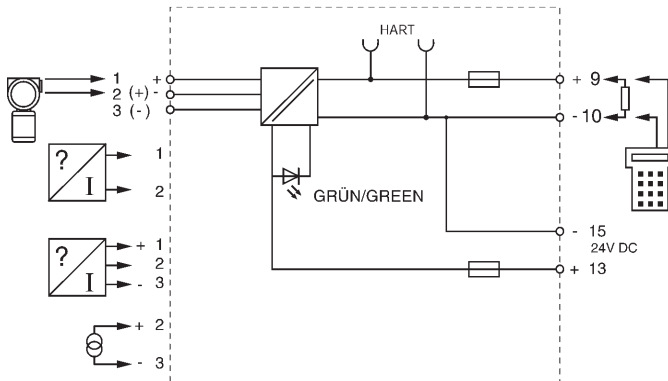 HART
1 +
2 (+) -
3 (-)
+ 9
- 10
? I
1
2
GRÜN/GREEN
- 15
24V DC
+ 13
? I
+ 1
2
- 3
+ 2
- 3